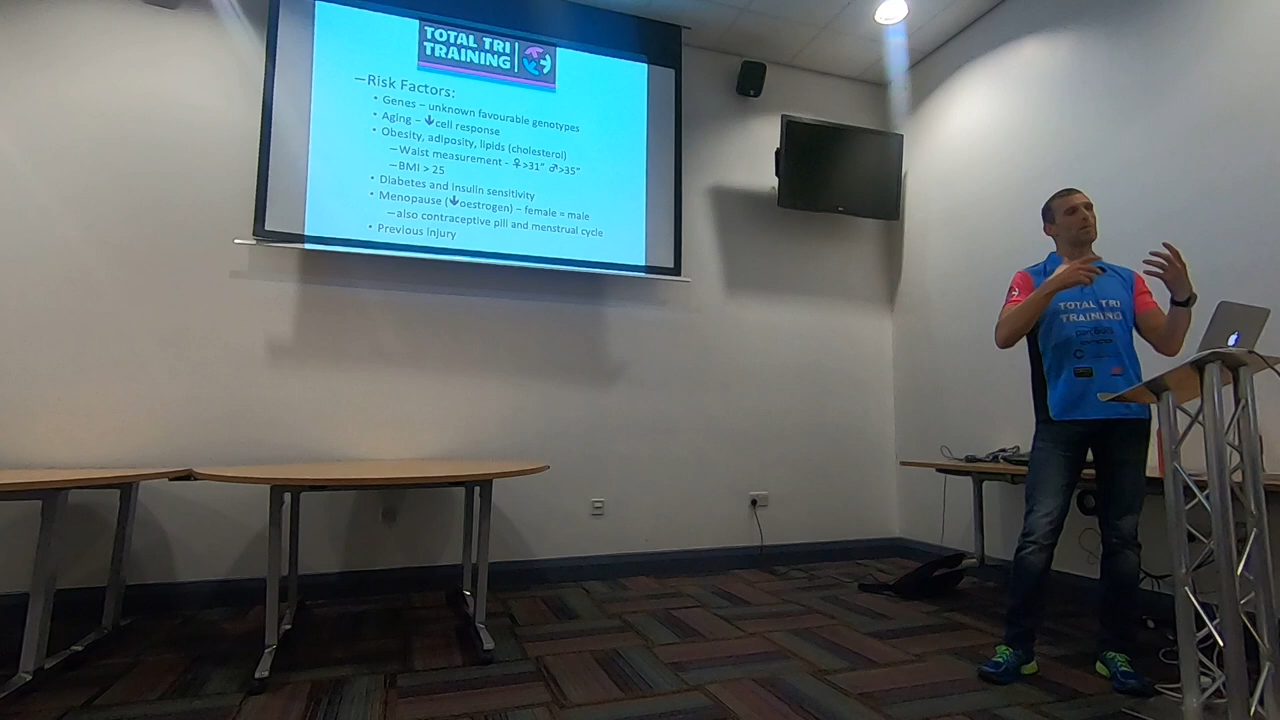 TOTAL TRI
TRAINING
–Risk Factors:
• Genes – unknown favourable genotypes
• Aging – ↓cell response
• Obesity, adiposity, lipids (cholesterol)
–Waist measurement - ♀>31" ♂>35"
–BMI > 25
• Diabetes and insulin sensitivity
• Menopause (↓oestrogen) – female = male
–also contraceptive pill and menstrual cycle
• Previous injury
TOTAL TRI
TRAINING